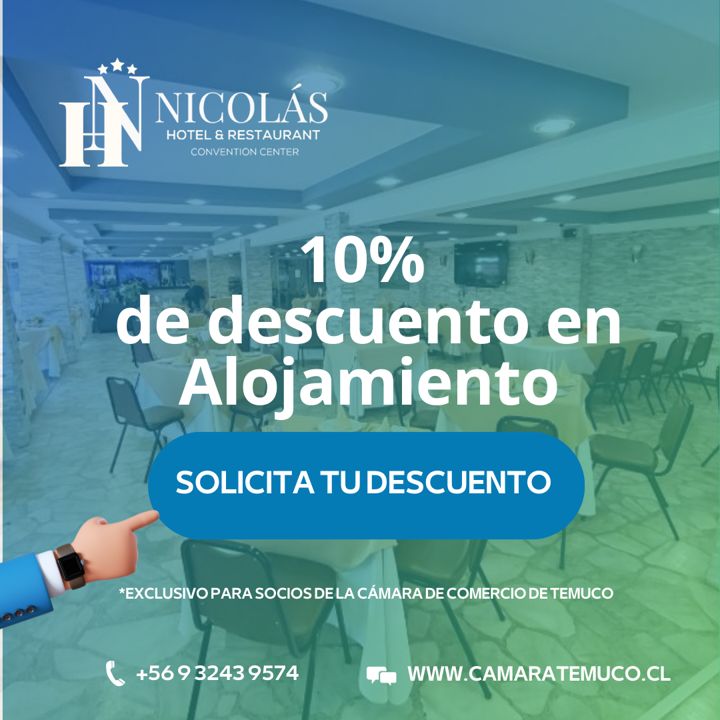 HN NICOLÁS
HOTEL & RESTAURANT
CONVENTION CENTER
10%
de descuento en
Alojamiento
SOLICITA TU DESCUENTO
*EXCLUSIVO PARA SOCIOS DE LA CÁMARA DE COMERCIO DE TEMUCO
+56 9 3243 9574
WWW.CAMARATEMUCO.CL